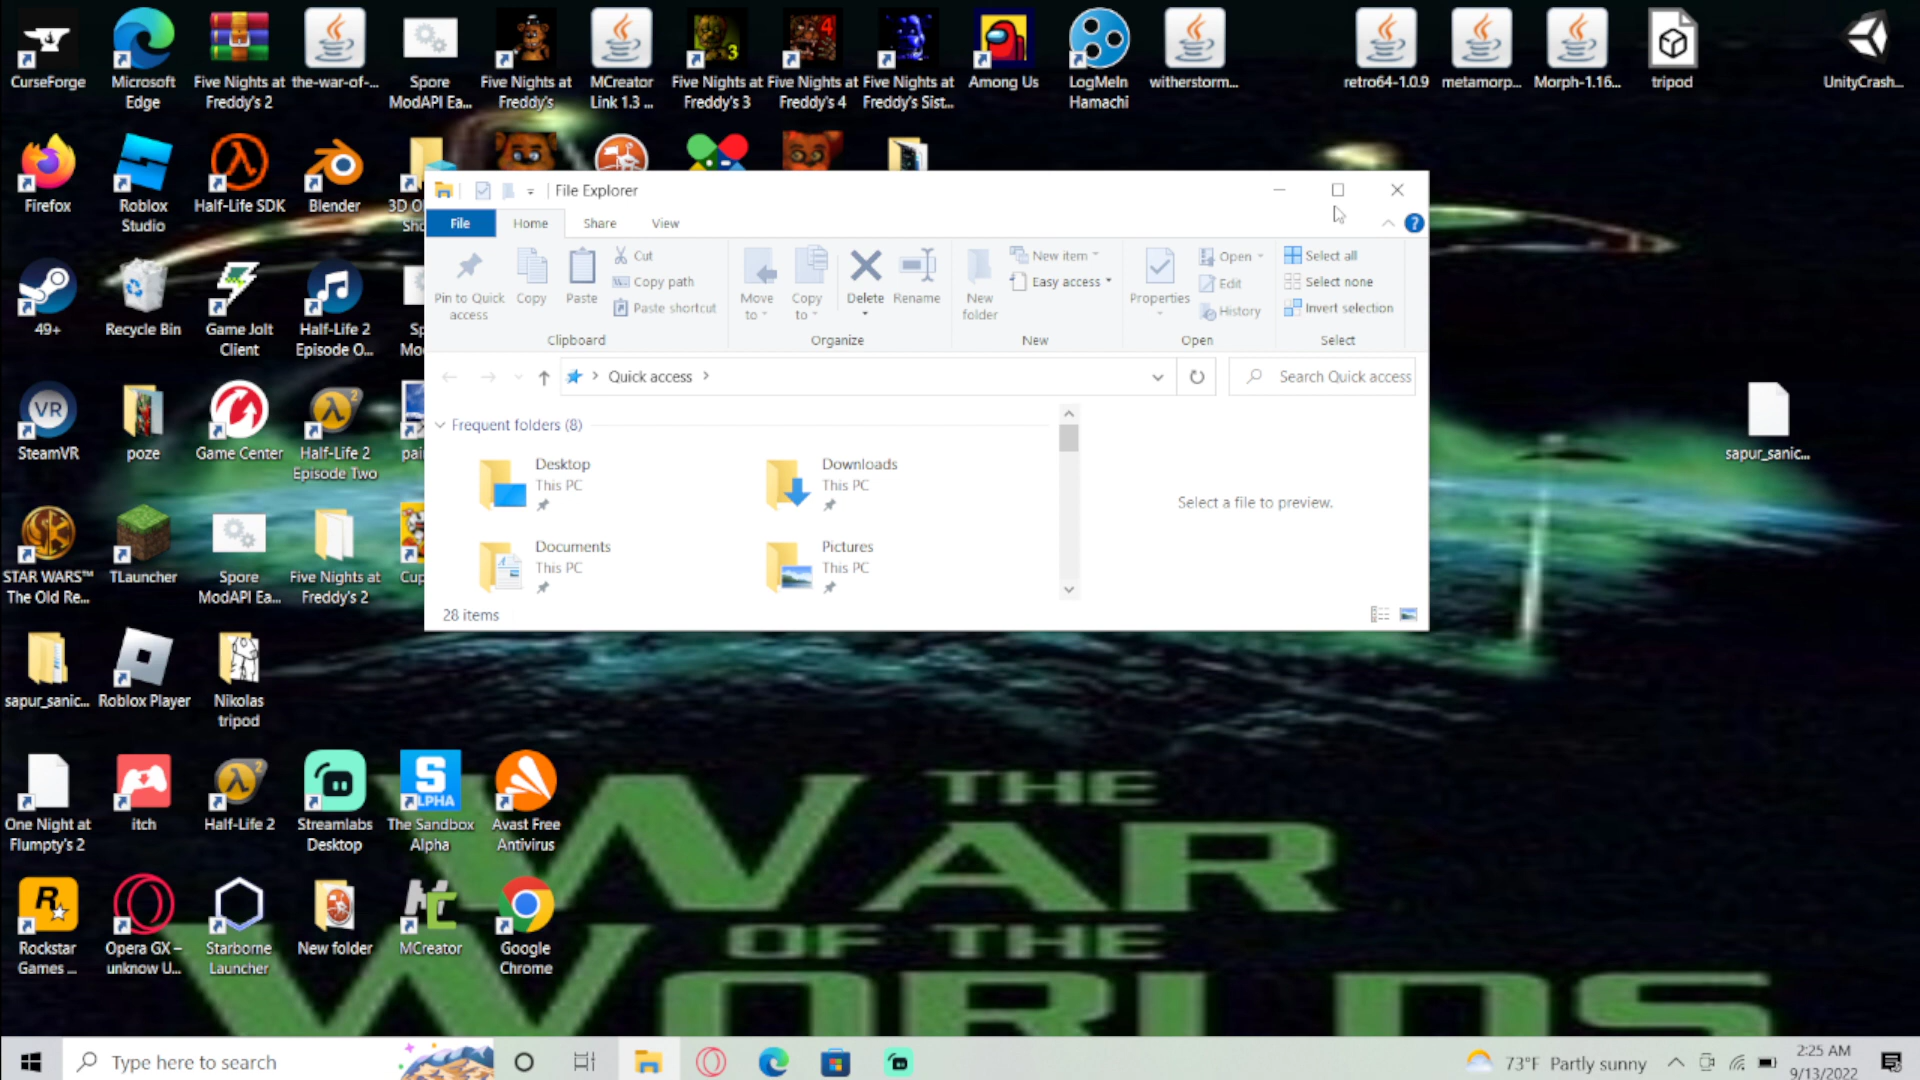 CurseForge
Microsoft
Edge
Five Nights at
Freddy's 2
the-war-of-...
Spore
ModAPI Ea...
Five Nights at
Freddy's
MCreator
Link 1.3 ...
3
Five Nights at
Freddy's 3
4
Five Nights at
Freddy's 4
Five Nights at
Freddy's Sist...
Among Us
LogMeIn
Hamachi
witherstorm...
retro64-1.0.9
metamorp...
Morph-1.16...
tripod
UnityCrash...
Firefox
Roblox
Studio
Half-Life SDK
Blender
49+
Recycle Bin
Game Jolt
Client
Half-Life 2
Episode O...
VR
SteamVR
poze
Game Center
2
Half-Life 2
Episode Two
STAR WARS™
The Old Re...
TLauncher
Spore
ModAPI Ea...
Five Nights at
Freddy's 2
sapur_sanic...
Roblox Player
Nikolas
tripod
One Night at
Flumpty's 2
itch
2
Half-Life 2
Streamlabs
Desktop
S
ALPHA
The Sandbox
Alpha
Avast Free
Antivirus
R
Rockstar
Games ...
Opera GX –
unknow U...
Starborne
Launcher
New folder
MCreator
Google
Chrome
sapur_sanic...
File Explorer
File
Home
Share
View
?
Pin to Quick
access
Copy
Paste
Cut
Copy path
Paste shortcut
Clipboard
Move
to
Copy
to
Delete
Rename
Organize
New
folder
New item
Easy access
New
Properties
Open
Edit
History
Open
Select all
Select none
Invert selection
Select
Quick access
Search Quick access
Frequent folders (8)
Desktop
This PC
Downloads
This PC
Documents
This PC
Pictures
This PC
Select a file to preview.
28 items
THE
WAR
OF THE
WORLDS
Type here to search
73°F Partly sunny
2:25 AM
9/13/2022